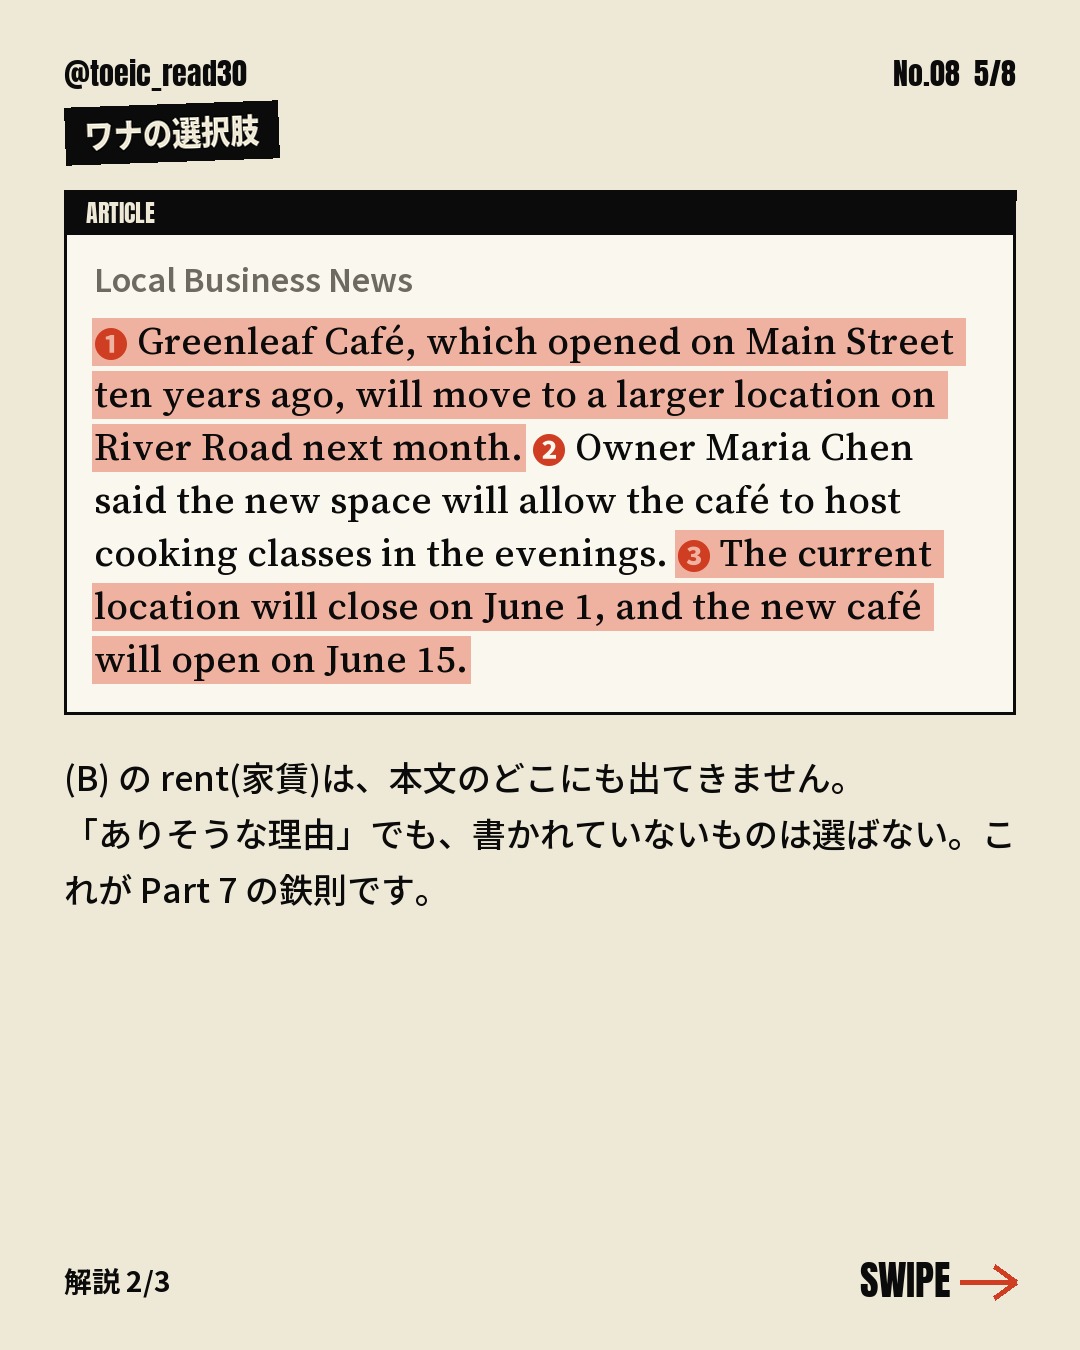 @toeic_read30
No.08 5/8
ワナの選択肢
ARTICLE
Local Business News
❶ Greenleaf Café, which opened on Main Street
ten years ago, will move to a larger location on
River Road next month. ❷ Owner Maria Chen
said the new space will allow the café to host
cooking classes in the evenings. ❸ The current
location will close on June 1, and the new café
will open on June 15.
(B) の rent(家賃)は、本文のどこにも出てきません。
「ありそうな理由」でも、書かれていないものは選ばない。こ
れが Part 7 の鉄則です。
解説 2/3
SWIPE